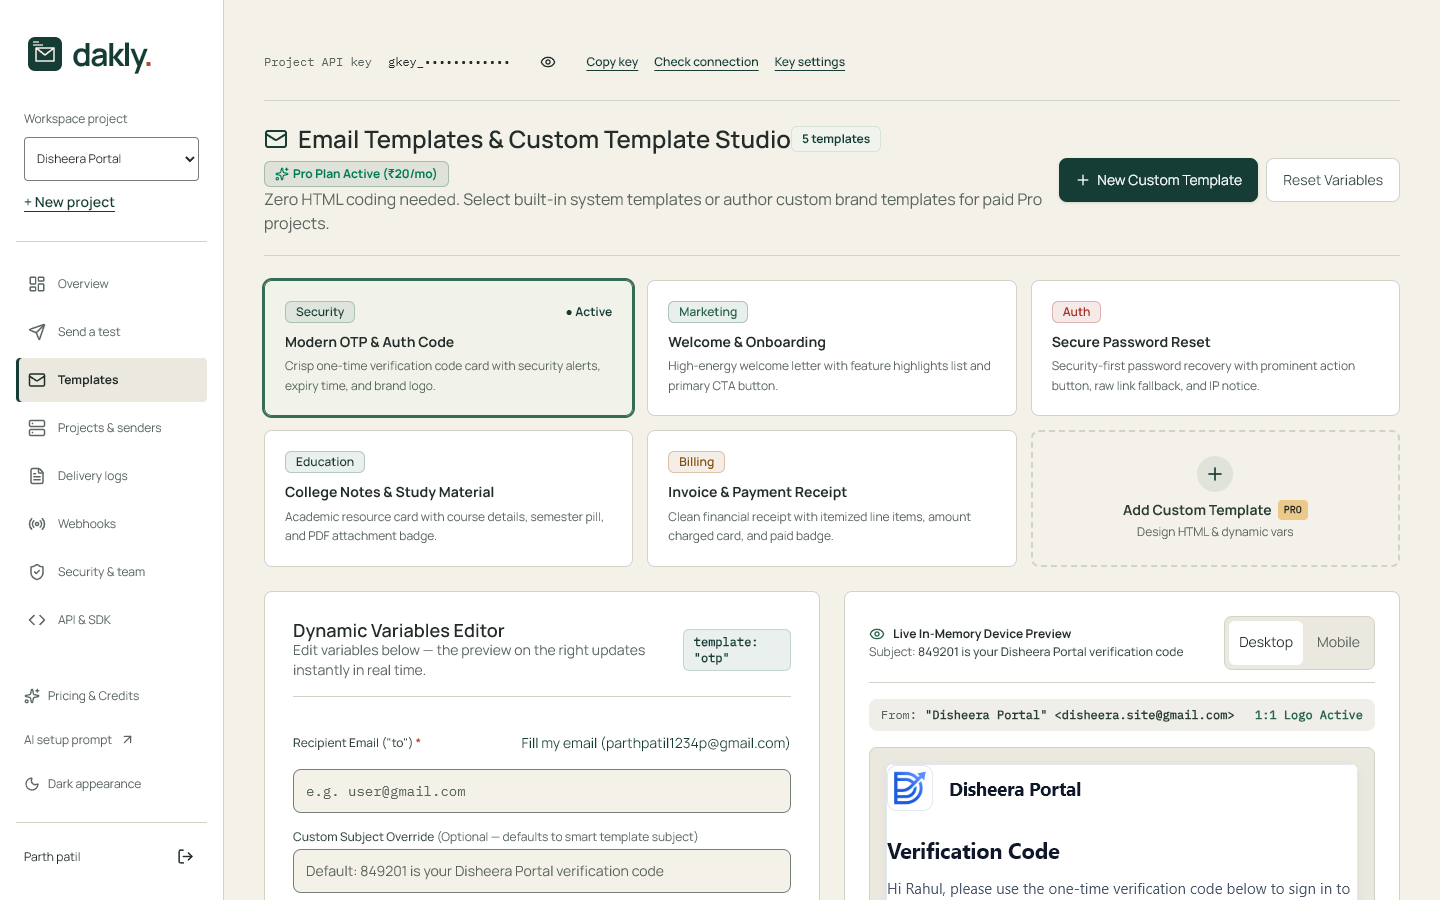 dakly.
Workspace project
Disheera Portal
+ New project
Overview
Send a test
Templates
Projects & senders
Delivery logs
Webhooks
Security & team
API & SDK
Pricing & Credits
AI setup prompt
Dark appearance
Parth patil
Project API key gkey_•••••••••••• Copy key Check connection Key settings
Email Templates & Custom Template Studio 5 templates
Pro Plan Active (₹20/mo)
Zero HTML coding needed. Select built-in system templates or author custom brand templates for paid Pro
projects.
+ New Custom Template
Reset Variables
Security • Active
Modern OTP & Auth Code
Crisp one-time verification code card with security alerts,
expiry time, and brand logo.
Marketing
Welcome & Onboarding
High-energy welcome letter with feature highlights list and
primary CTA button.
Auth
Secure Password Reset
Security-first password recovery with prominent action
button, raw link fallback, and IP notice.
Education
College Notes & Study Material
Academic resource card with course details, semester pill,
and PDF attachment badge.
Billing
Invoice & Payment Receipt
Clean financial receipt with itemized line items, amount
charged card, and paid badge.
+
Add Custom Template PRO
Design HTML & dynamic vars
Dynamic Variables Editor
Edit variables below — the preview on the right updates
instantly in real time.
template:
"otp"
Recipient Email ("to") * Fill my email (parthpatil1234p@gmail.com)
e.g. user@gmail.com
Custom Subject Override (Optional — defaults to smart template subject)
Default: 849201 is your Disheera Portal verification code
Live In-Memory Device Preview
Subject: 849201 is your Disheera Portal verification code
Desktop Mobile
From: "Disheera Portal" <disheera.site@gmail.com> 1:1 Logo Active
Disheera Portal
Verification Code
Hi Rahul, please use the one-time verification code below to sign in to